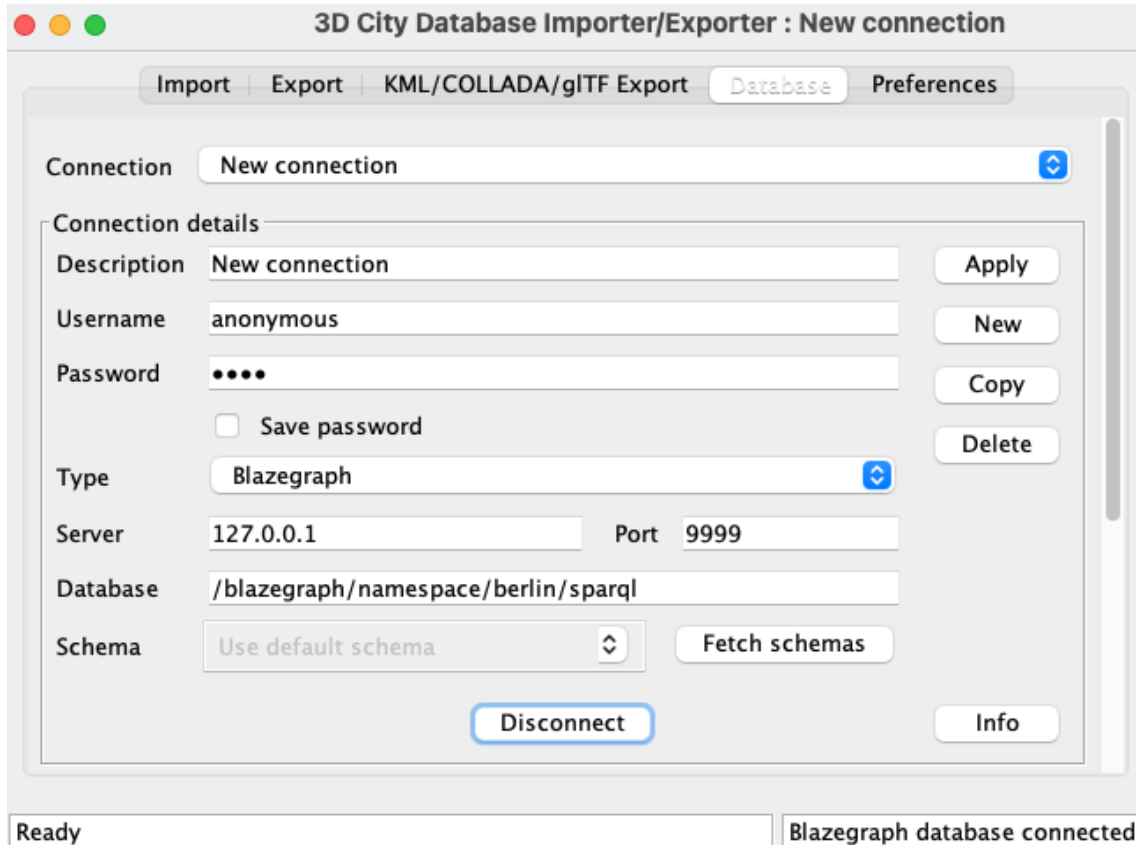 3D City Database Importer/Exporter : New connection
Import Export KML/COLLADA/glTF Export Database Preferences
Connection New connection
Connection details
Description New connection Apply
Username anonymous New
Password •••• Copy
Save password
Delete
Type Blazegraph
Server 127.0.0.1 Port 9999
Database /blazegraph/namespace/berlin/sparql
Schema Use default schema Fetch schemas
Disconnect Info
Ready Blazegraph database connected